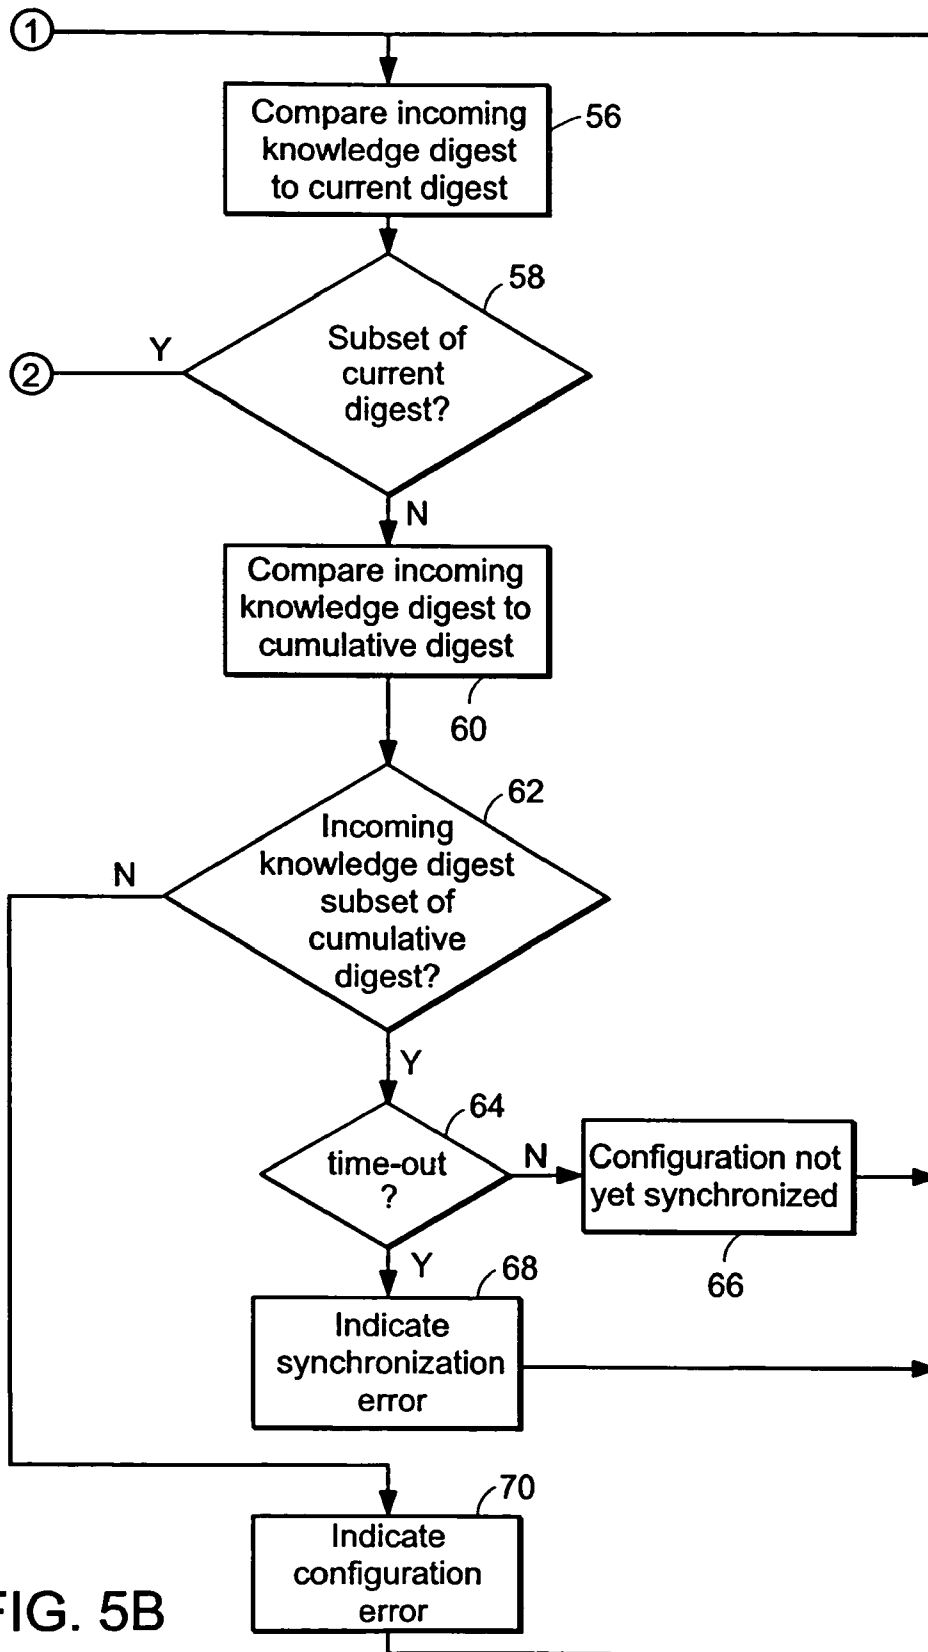 1
Compare incoming
knowledge digest
to current digest
56
58
Subset of
current
digest?
Y
2
N
Compare incoming
knowledge digest to
cumulative digest
60
62
Incoming
knowledge digest
subset of
cumulative
digest?
N
Y
64
time-out
?
N
Configuration not
yet synchronized
66
Y
68
Indicate
synchronization
error
70
Indicate
configuration
error
FIG. 5B